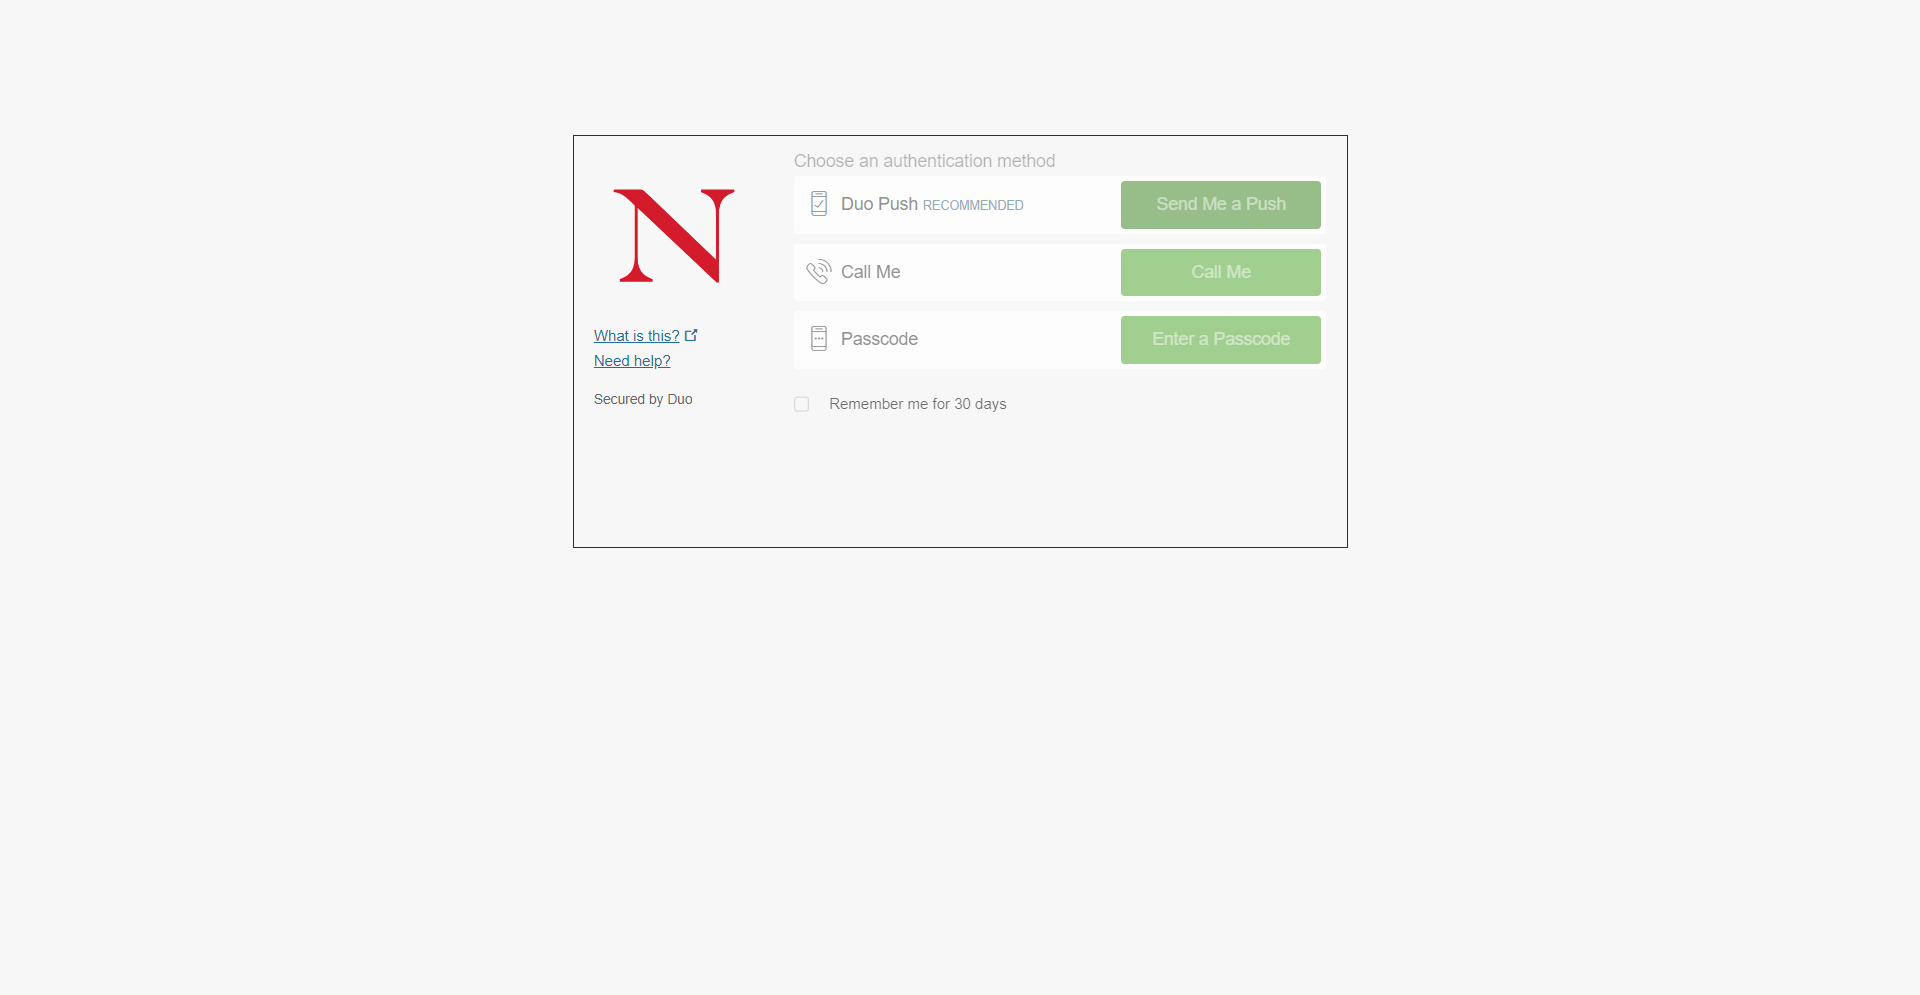 N
What is this?
Need help?
Secured by Duo
Choose an authentication method
Duo Push RECOMMENDED
Send Me a Push
Call Me
Call Me
Passcode
Enter a Passcode
Remember me for 30 days